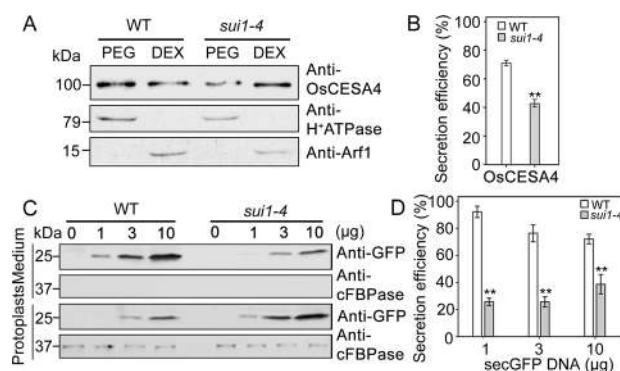 A
WT
sui1-4
kDa
PEG DEX PEG DEX
100
Anti-
OsCESA4
79
Anti-
H⁺ATPase
15
Anti-Arf1
B
Secretion efficiency (%)
WT
sui1-4
100
80
60
40
20
0
**
OsCESA4
C
WT
sui1-4
kDa 0 1 3 10 0 1 3 10 (μg)
Medium
25
Anti-GFP
37
Anti-
cFBPase
Protoplasts
25
Anti-GFP
37
Anti-
cFBPase
D
Secretion efficiency (%)
WT
sui1-4
100
80
60
40
20
0
**
**
**
1 3 10
secGFP DNA (μg)